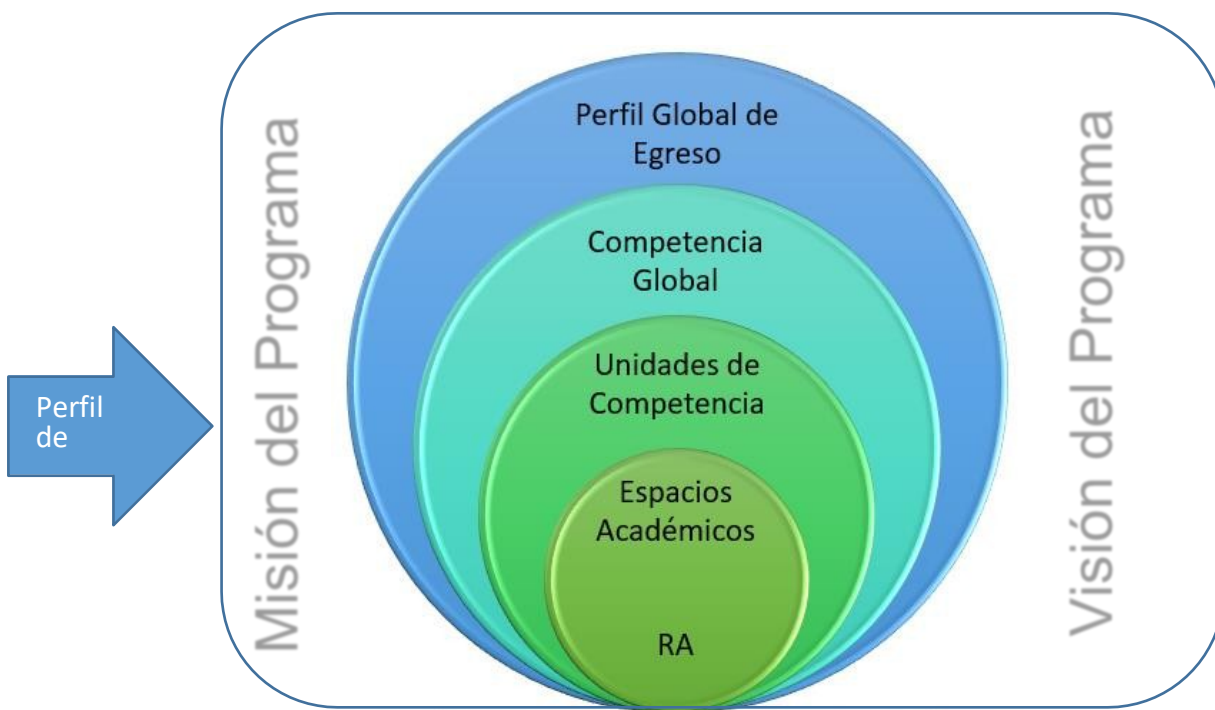 Perfil
de
Misión del Programa
Perfil Global de
Egreso
Competencia
Global
Unidades de
Competencia
Espacios
Académicos
RA
Visión del Programa